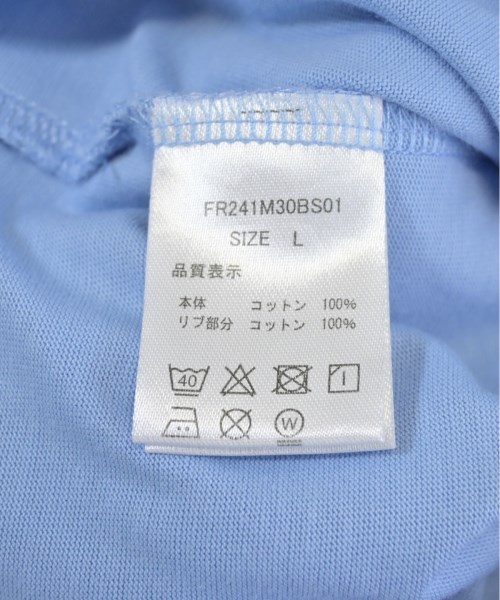 FR241M30BS01
SIZE L
品質表示
本体 コットン 100%
リブ部分 コットン 100%
40
W